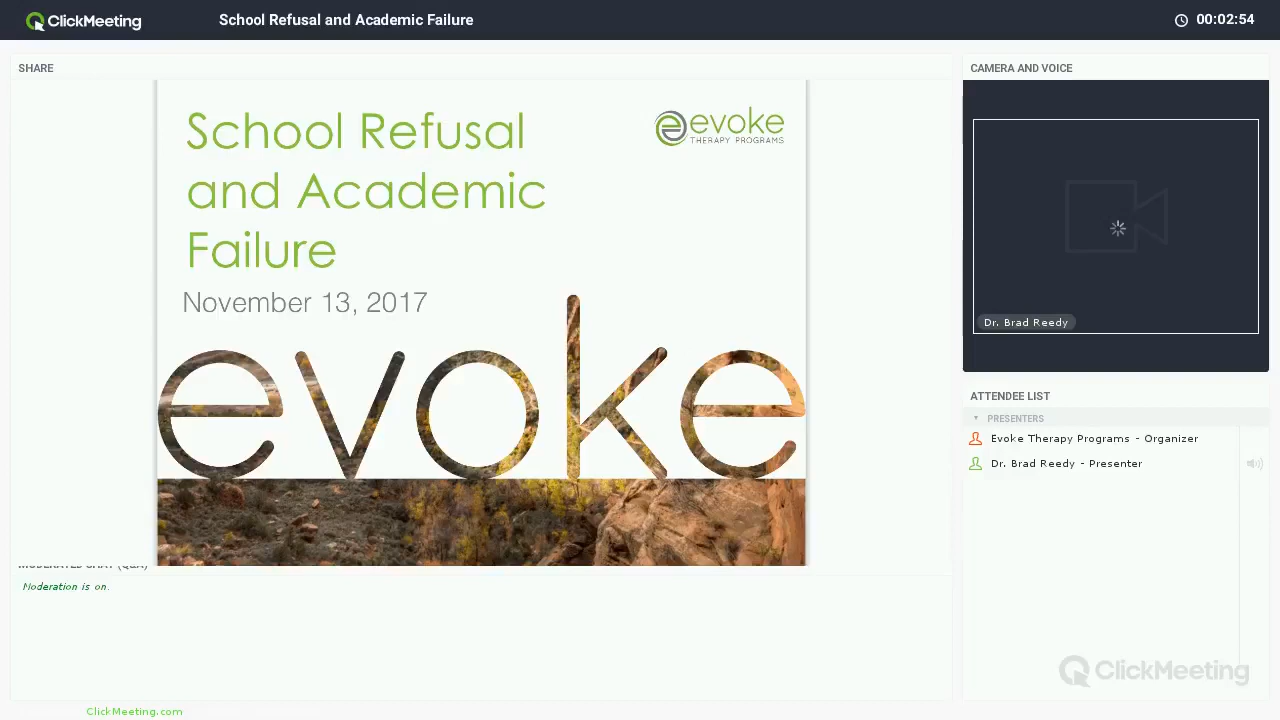 ClickMeeting
School Refusal and Academic Failure
00:02:54
SHARE
School Refusal
and Academic
Failure
November 13, 2017
evoke
THERAPY PROGRAMS
evoke
MODERATED CHAT (Q&A)
Moderation is on.
CAMERA AND VOICE
Dr. Brad Reedy
ATTENDEE LIST
PRESENTERS
Evoke Therapy Programs - Organizer
Dr. Brad Reedy - Presenter
ClickMeeting
ClickMeeting.com